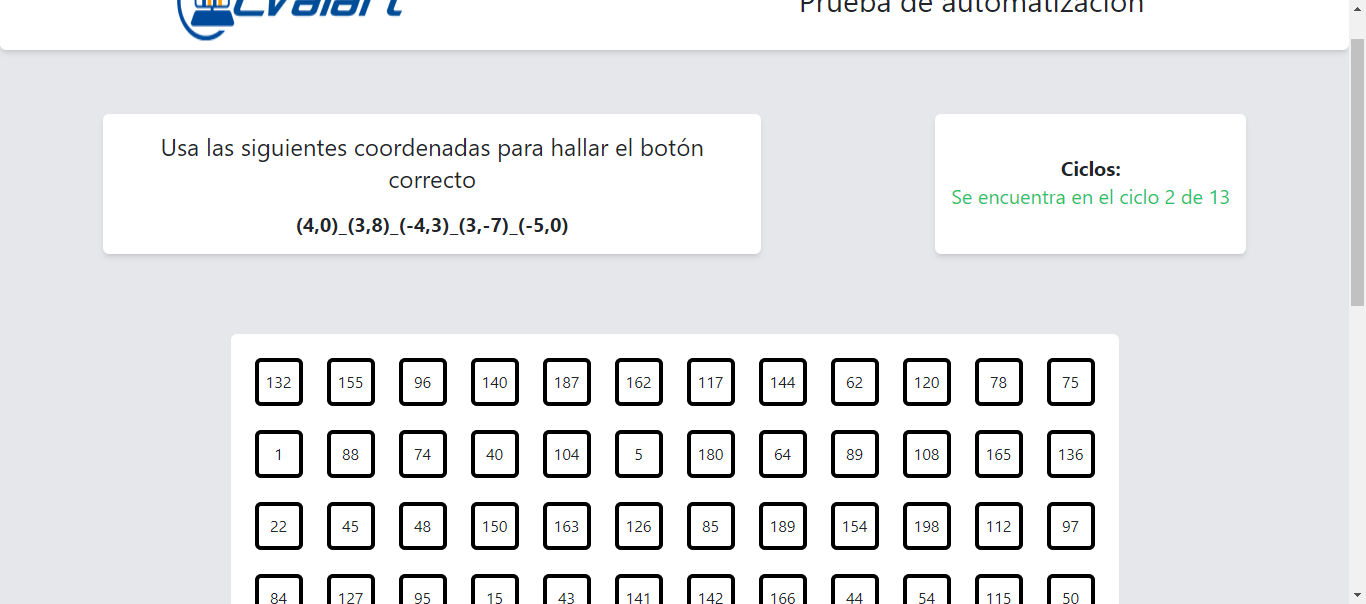 evalart
Prueba de automatización
Usa las siguientes coordenadas para hallar el botón
correcto
(4,0)_(3,8)_(-4,3)_(3,-7)_(-5,0)
Ciclos:
Se encuentra en el ciclo 2 de 13
132 155 96 140 187 162 117 144 62 120 78 75
1 88 74 40 104 5 180 64 89 108 165 136
22 45 48 150 163 126 85 189 154 198 112 97
84 127 95 15 43 141 142 166 44 54 115 50